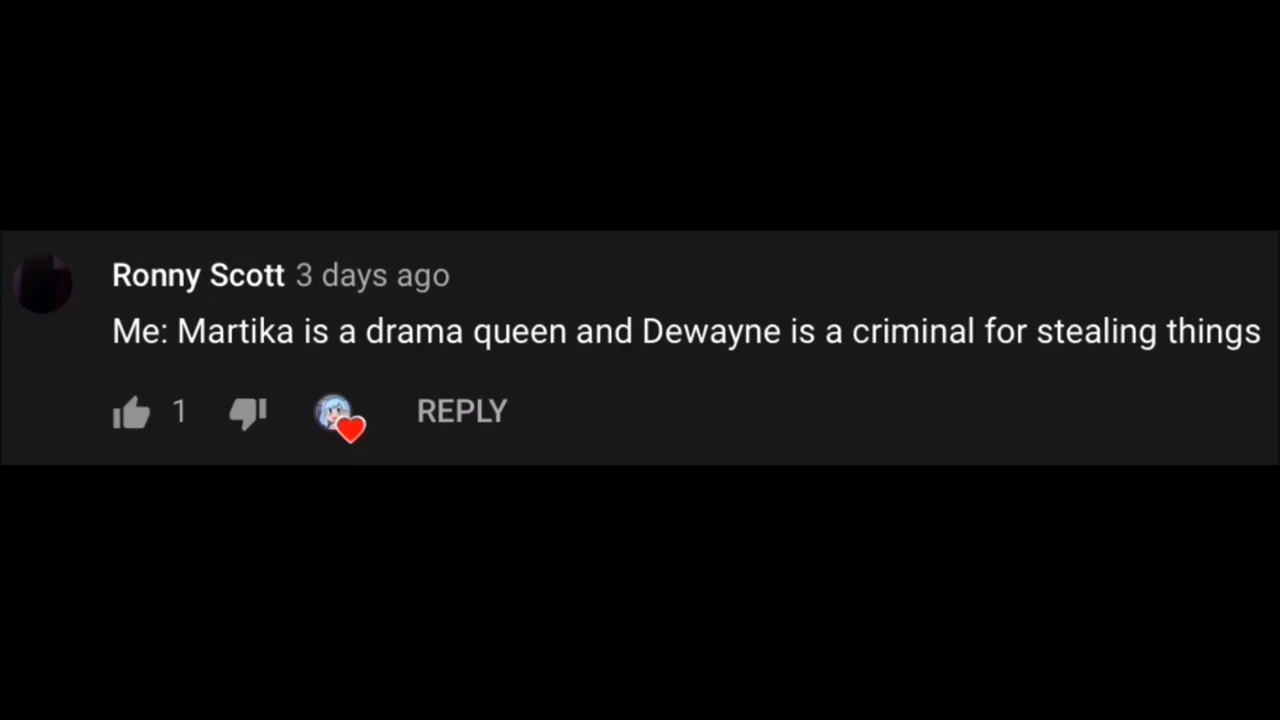 Ronny Scott 3 days ago
Me: Martika is a drama queen and Dewayne is a criminal for stealing things
1 REPLY